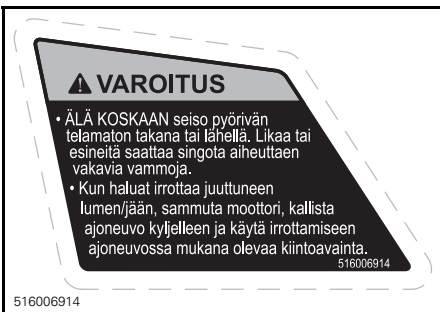 VAROITUS
• ÄLÄ KOSKAAN seiso pyörivän
telamaton takana tai lähellä. Likaa tai
esineitä saattaa singota aiheuttaen
vakavia vammoja.
• Kun haluat irrottaa juuttuneen
lumen/jään, sammuta moottori, kallista
ajoneuvo kyljelleen ja käytä irrottamiseen
ajoneuvossa mukana olevaa kiintoavainta.
516006914
516006914